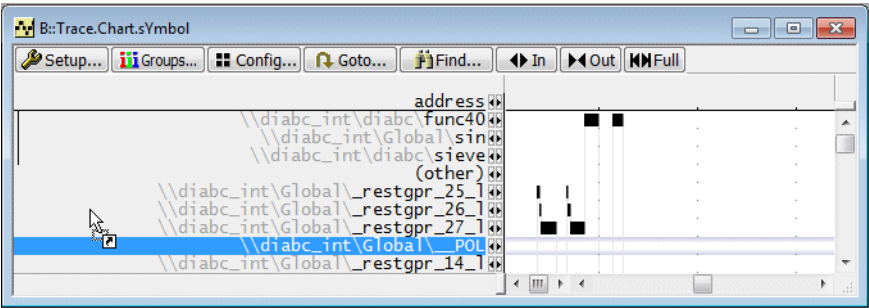 B::Trace.Chart.sYmbol
Setup... Groups... Config... Goto... Find... In Out Full
address
\\diabc_int\diabc\func40
\\diabc_int\Global\sin
\\diabc_int\diabc\sieve
(other)
\\diabc_int\Global\_restgpr_25_l
\\diabc_int\Global\_restgpr_26_l
\\diabc_int\Global\_restgpr_27_l
\\diabc_int\Global\__POL
\\diabc_int\Global\_restgpr_14_l